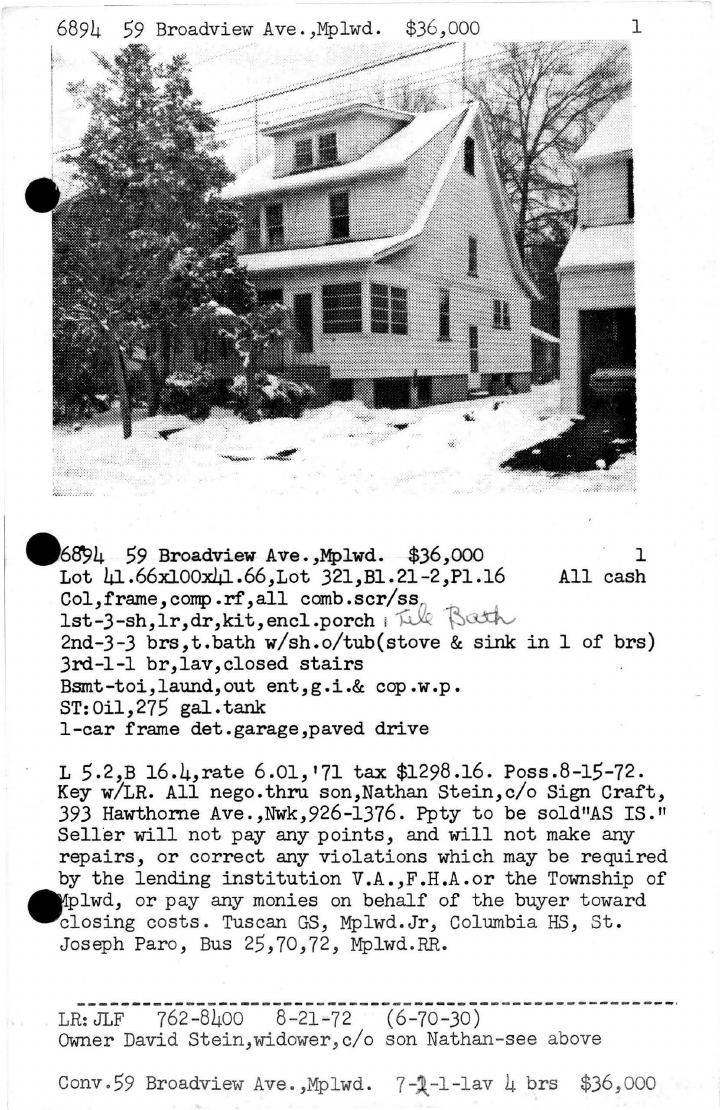 6894 59 Broadview Ave.,Mplwd. $36,000 1
6894 59 Broadview Ave.,Mplwd. $36,000 1
Lot 41.66x100x41.66,Lot 321,Bl.21-2,Pl.16 All cash
Col,frame,comp.rf,all comb.scr/ss
1st-3-sh,lr,dr,kit,encl.porch, Tile Bath
2nd-3-3 brs,t.bath w/sh.o/tub(stove & sink in 1 of brs)
3rd-1-1 br,lav,closed stairs
Bsmt-toi,laund,out ent,g.i.& cop.w.p.
ST:Oil,275 gal.tank
1-car frame det.garage,paved drive
L 5.2,B 16.4,rate 6.01,'71 tax $1298.16. Poss.8-15-72.
Key w/LR. All nego.thru son,Nathan Stein,c/o Sign Craft,
393 Hawthorne Ave.,Nwk,926-1376. Ppty to be sold"AS IS."
Seller will not pay any points, and will not make any
repairs, or correct any violations which may be required
by the lending institution V.A.,F.H.A.or the Township of
Mplwd, or pay any monies on behalf of the buyer toward
closing costs. Tuscan GS, Mplwd.Jr, Columbia HS, St.
Joseph Paro, Bus 25,70,72, Mplwd.RR.
LR: JLF 762-8400 8-21-72 (6-70-30)
Owner David Stein,widower,c/o son Nathan-see above
Conv.59 Broadview Ave.,Mplwd. 7-2-1-lav 4 brs $36,000